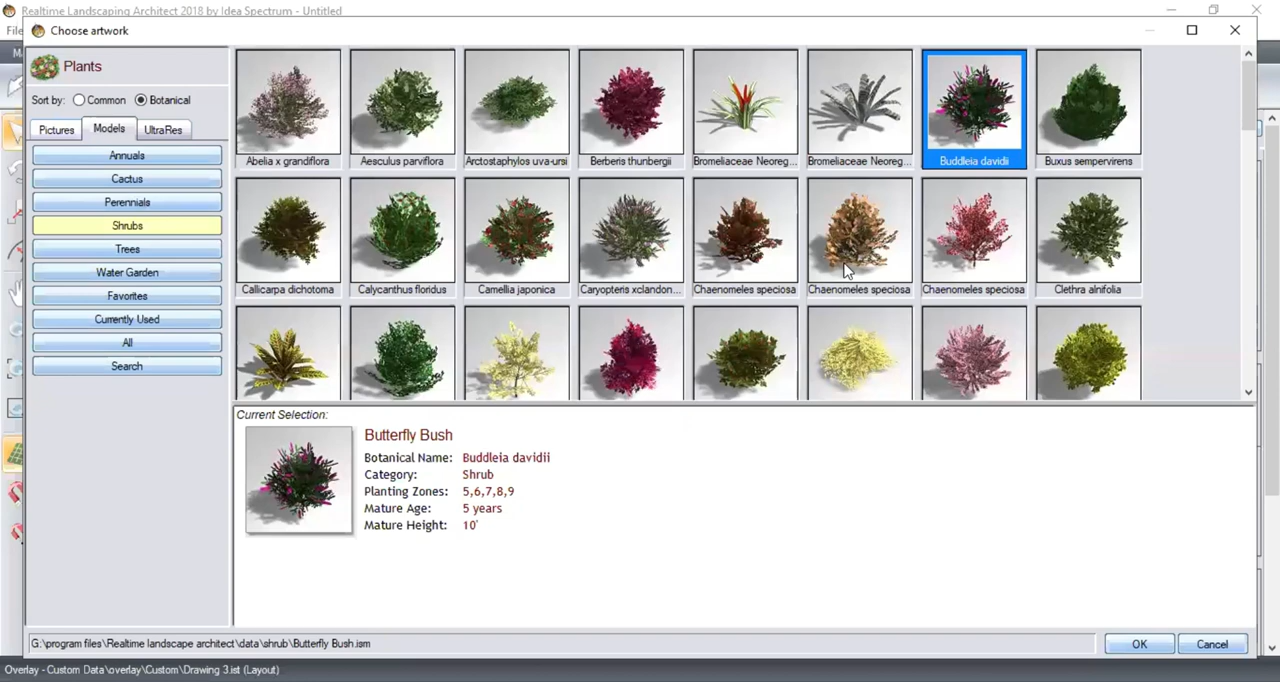 Realtime Landscaping Architect 2018 by Idea Spectrum - Untitled
File
Choose artwork
Plants
Sort by: Common Botanical
Pictures Models UltraRes
Annuals
Cactus
Perennials
Shrubs
Trees
Water Garden
Favorites
Currently Used
All
Search
Abelia x grandiflora Aesculus parviflora Arctostaphylos uva-ursi Berberis thunbergii Bromeliaceae Neoreg... Bromeliaceae Neoreg... Buddleia davidii Buxus sempervirens
Callicarpa dichotoma Calycanthus floridus Camellia japonica Caryopteris xclandon... Chaenomeles speciosa Chaenomeles speciosa Chaenomeles speciosa Clethra alnifolia
Current Selection:
Butterfly Bush
Botanical Name: Buddleia davidii
Category: Shrub
Planting Zones: 5,6,7,8,9
Mature Age: 5 years
Mature Height: 10'
G:\program files\Realtime landscape architect\data\shrub\Butterfly Bush.ism
OK Cancel
Overlay - Custom Data\overlay\Custom\Drawing 3.ist (Layout)